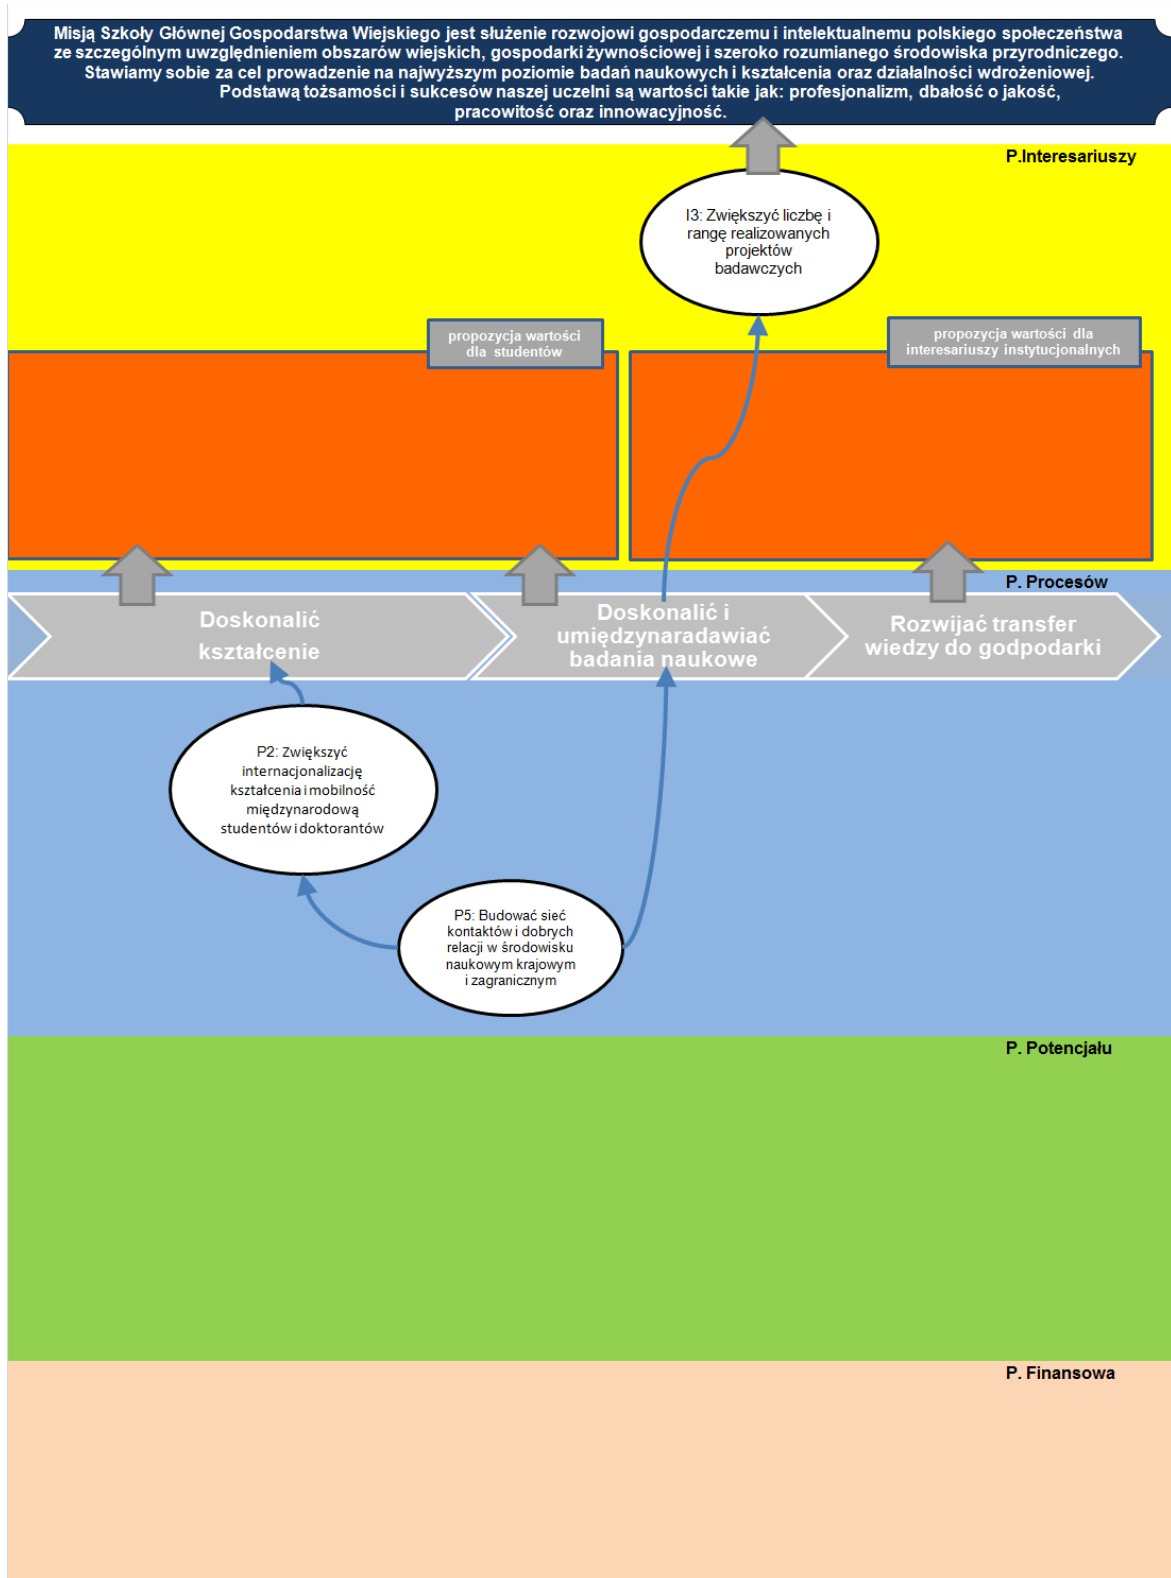 Misją Szkoły Głównej Gospodarstwa Wiejskiego jest służenie rozwojowi gospodarczemu i intelektualnemu polskiego społeczeństwa
ze szczególnym uwzględnieniem obszarów wiejskich, gospodarki żywnościowej i szeroko rozumianego środowiska przyrodniczego.
Stawiamy sobie za cel prowadzenie na najwyższym poziomie badań naukowych i kształcenia oraz działalności wdrożeniowej.
Podstawą tożsamości i sukcesów naszej uczelni są wartości takie jak: profesjonalizm, dbałość o jakość,
pracowitość oraz innowacyjność.
P.Interesariuszy
I3: Zwiększyć liczbę i
rangę realizowanych
projektów
badawczych
propozycja wartości
dla studentów
propozycja wartości dla
interesariuszy instytucjonalnych
P. Procesów
Doskonalić
kształcenie
Doskonalić i
umiędzynaradawiać
badania naukowe
Rozwijać transfer
wiedzy do godpodarki
P2: Zwiększyć
internacjonalizację
kształcenia i mobilność
międzynarodową
studentów i doktorantów
P5: Budować sieć
kontaktów i dobrych
relacji w środowisku
naukowym krajowym
i zagranicznym
P. Potencjału
P. Finansowa